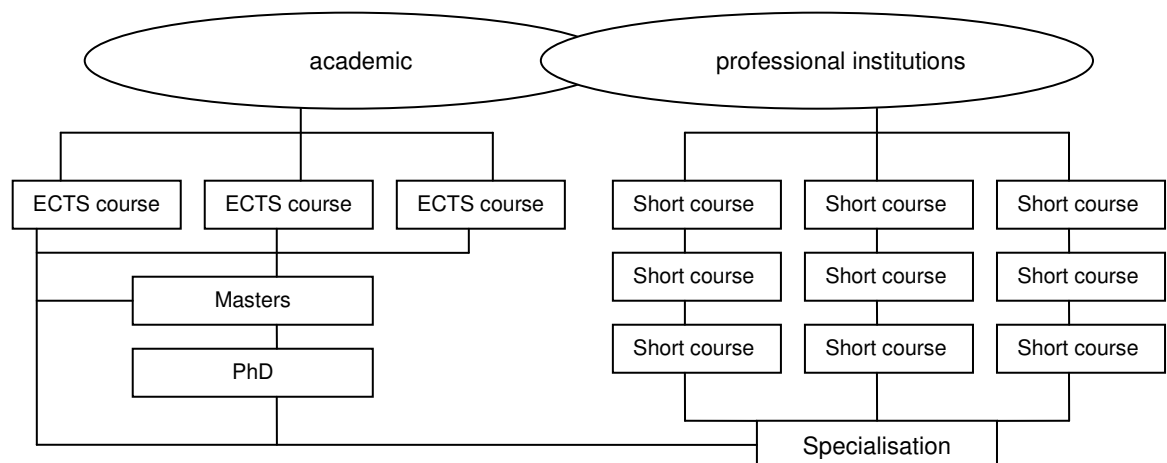 academic
professional institutions
ECTS course
ECTS course
ECTS course
Short course
Short course
Short course
Masters
Short course
Short course
Short course
PhD
Short course
Short course
Short course
Specialisation